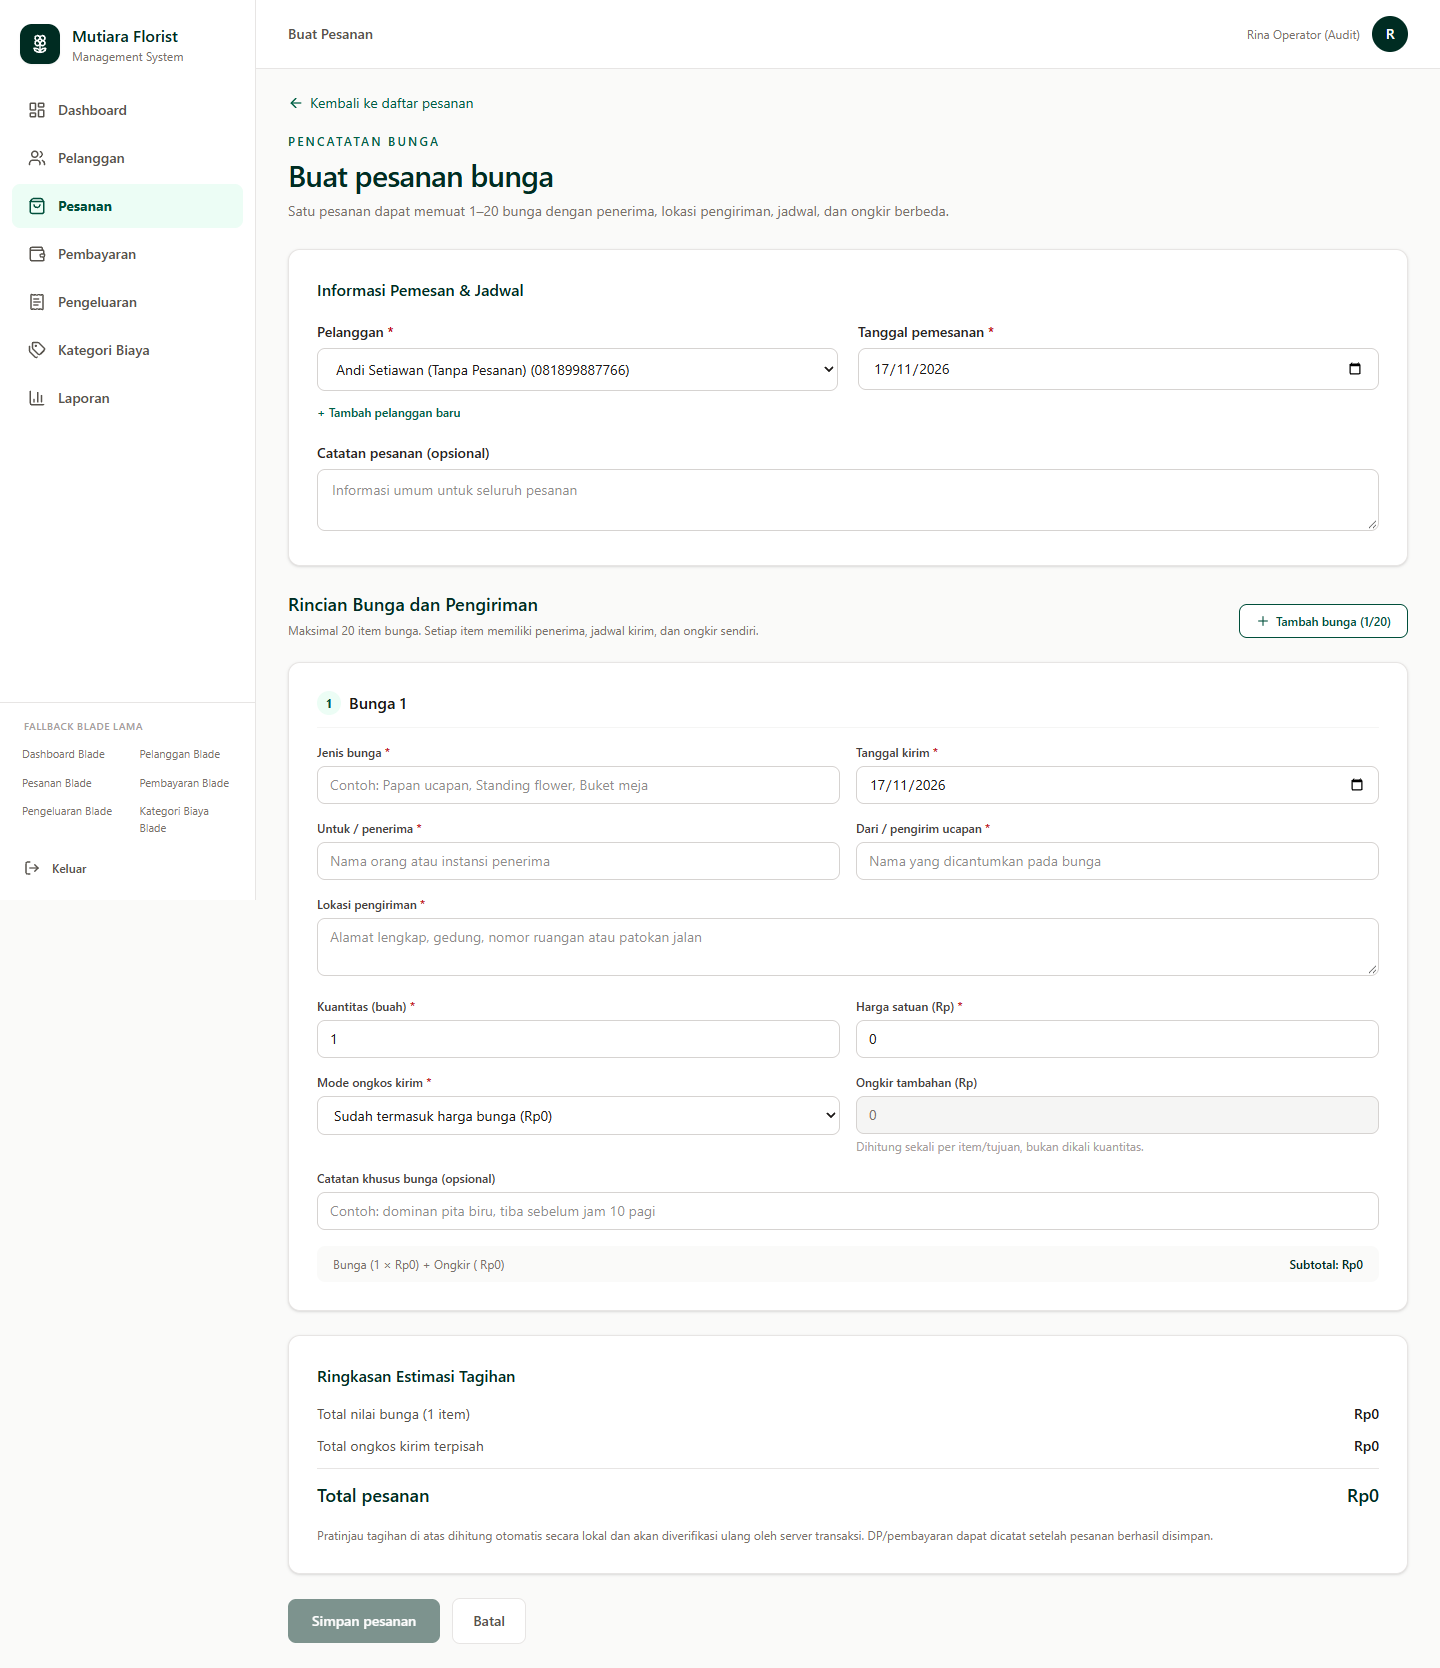 Mutiara Florist
Management System
Dashboard
Pelanggan
Pesanan
Pembayaran
Pengeluaran
Kategori Biaya
Laporan
FALLBACK BLADE LAMA
Dashboard Blade
Pelanggan Blade
Pesanan Blade
Pembayaran Blade
Pengeluaran Blade
Kategori Biaya
Blade
Keluar
Buat Pesanan
Rina Operator (Audit)
R
Kembali ke daftar pesanan
PENCATATAN BUNGA
Buat pesanan bunga
Satu pesanan dapat memuat 1–20 bunga dengan penerima, lokasi pengiriman, jadwal, dan ongkir berbeda.
Informasi Pemesan & Jadwal
Pelanggan *
Tanggal pemesanan *
Andi Setiawan (Tanpa Pesanan) (081899887766)
17/11/2026
+ Tambah pelanggan baru
Catatan pesanan (opsional)
Informasi umum untuk seluruh pesanan
Rincian Bunga dan Pengiriman
Maksimal 20 item bunga. Setiap item memiliki penerima, jadwal kirim, dan ongkir sendiri.
+ Tambah bunga (1/20)
1 Bunga 1
Jenis bunga *
Tanggal kirim *
Contoh: Papan ucapan, Standing flower, Buket meja
17/11/2026
Untuk / penerima *
Dari / pengirim ucapan *
Nama orang atau instansi penerima
Nama yang dicantumkan pada bunga
Lokasi pengiriman *
Alamat lengkap, gedung, nomor ruangan atau patokan jalan
Kuantitas (buah) *
Harga satuan (Rp) *
1
0
Mode ongkos kirim *
Ongkir tambahan (Rp)
Sudah termasuk harga bunga (Rp0)
0
Dihitung sekali per item/tujuan, bukan dikali kuantitas.
Catatan khusus bunga (opsional)
Contoh: dominan pita biru, tiba sebelum jam 10 pagi
Bunga (1 × Rp0) + Ongkir ( Rp0)
Subtotal: Rp0
Ringkasan Estimasi Tagihan
Total nilai bunga (1 item)
Rp0
Total ongkos kirim terpisah
Rp0
Total pesanan
Rp0
Pratinjau tagihan di atas dihitung otomatis secara lokal dan akan diverifikasi ulang oleh server transaksi. DP/pembayaran dapat dicatat setelah pesanan berhasil disimpan.
Simpan pesanan
Batal